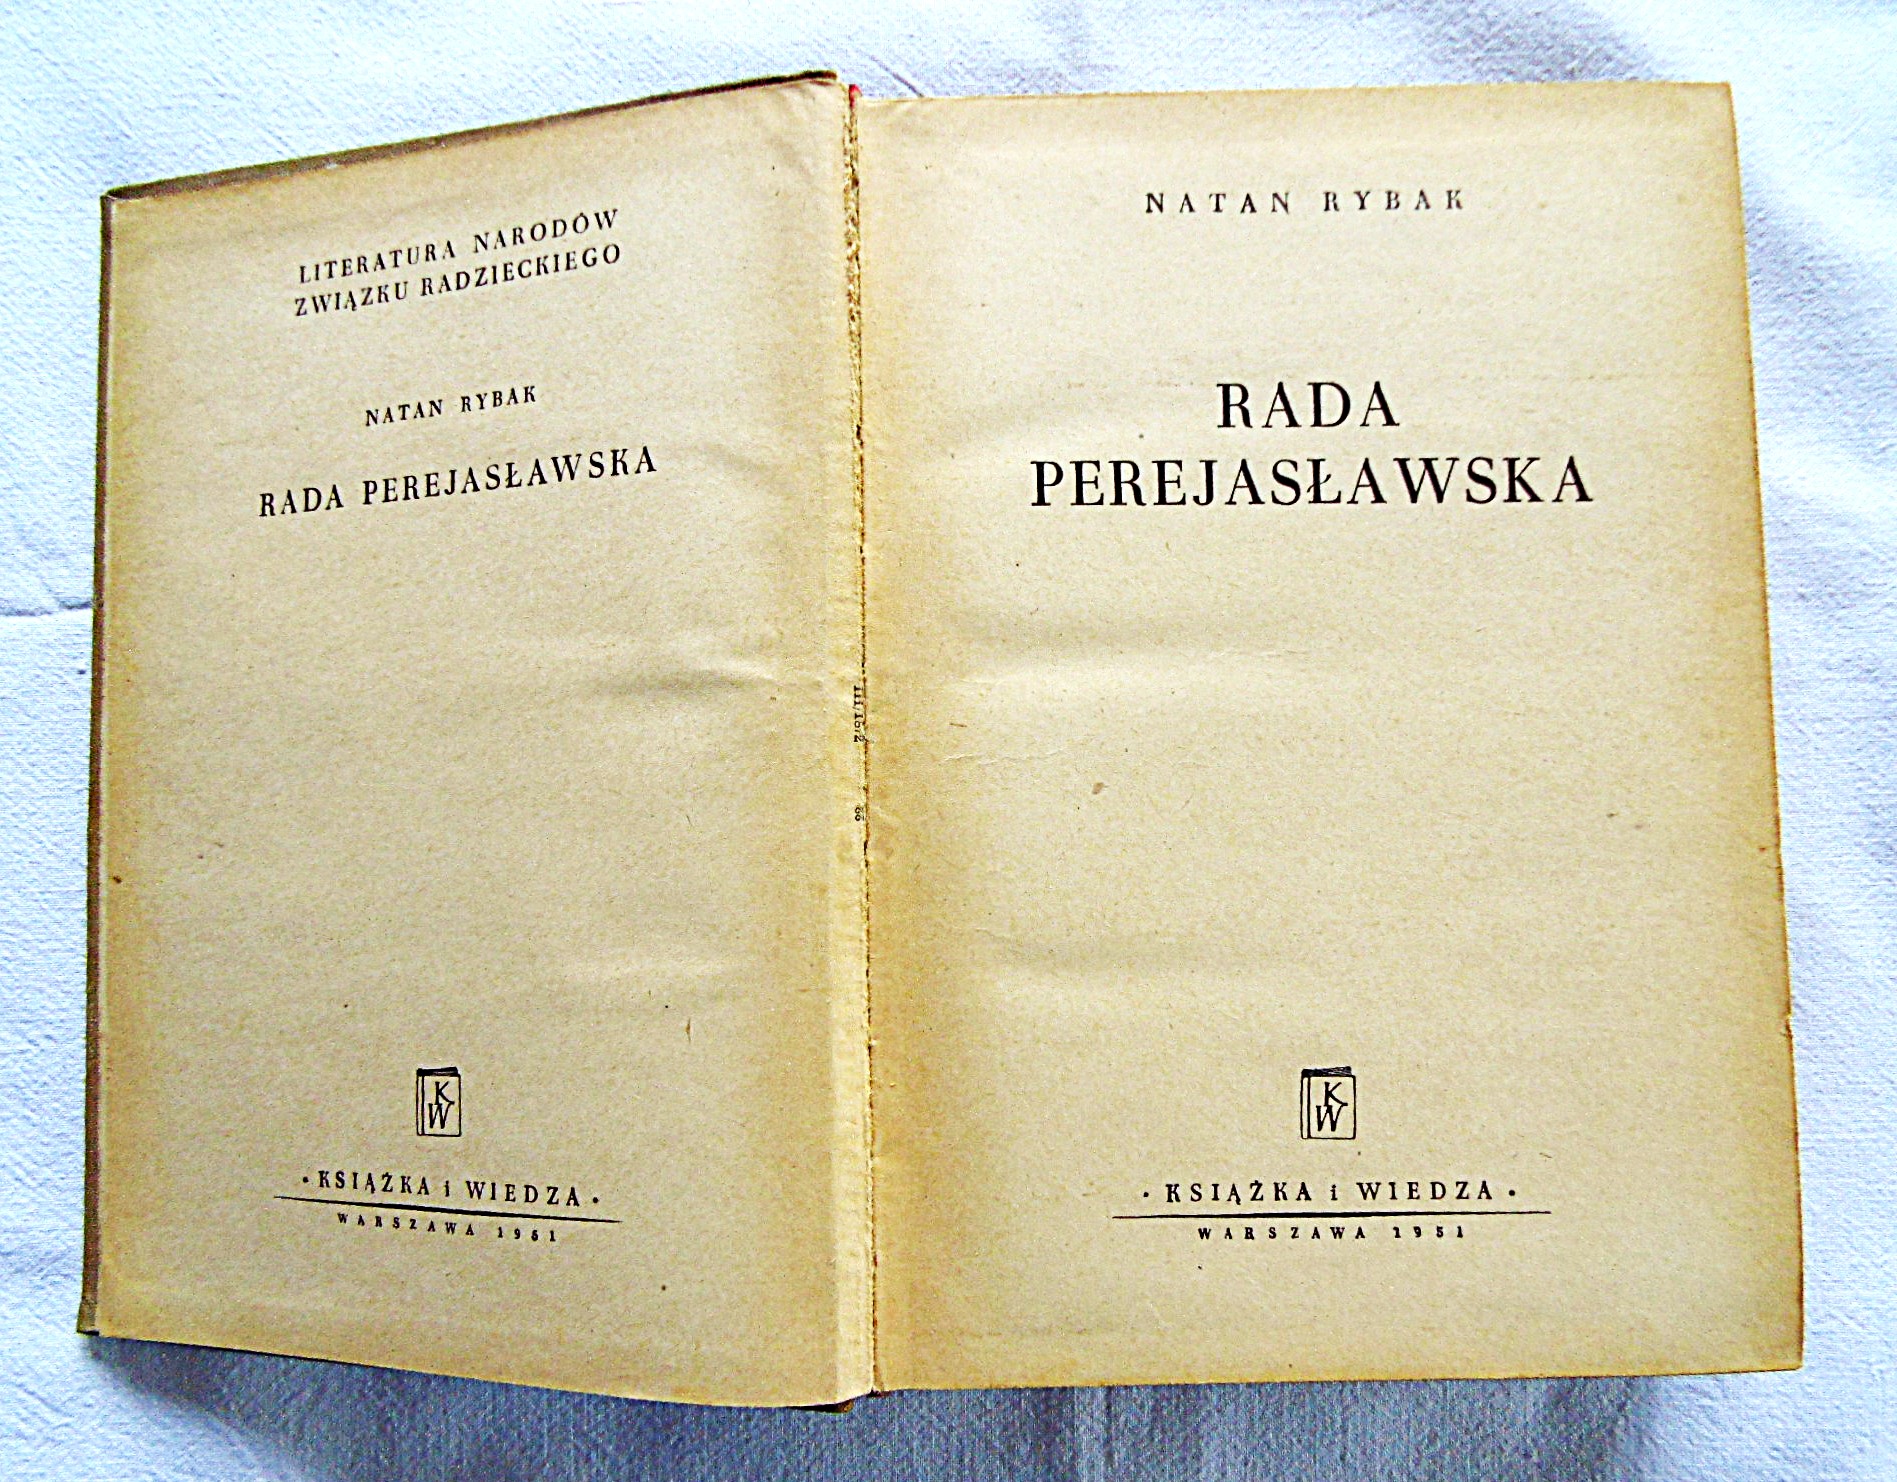 LITERATURA NARODÓW
ZWIĄZKU RADZIECKIEGO
NATAN RYBAK
RADA PEREJASŁAWSKA
KW
· KSIĄŻKA i WIEDZA ·
WARSZAWA 1951
NATAN RYBAK
RADA
PEREJASŁAWSKA
KW
· KSIĄŻKA i WIEDZA ·
WARSZAWA 1951